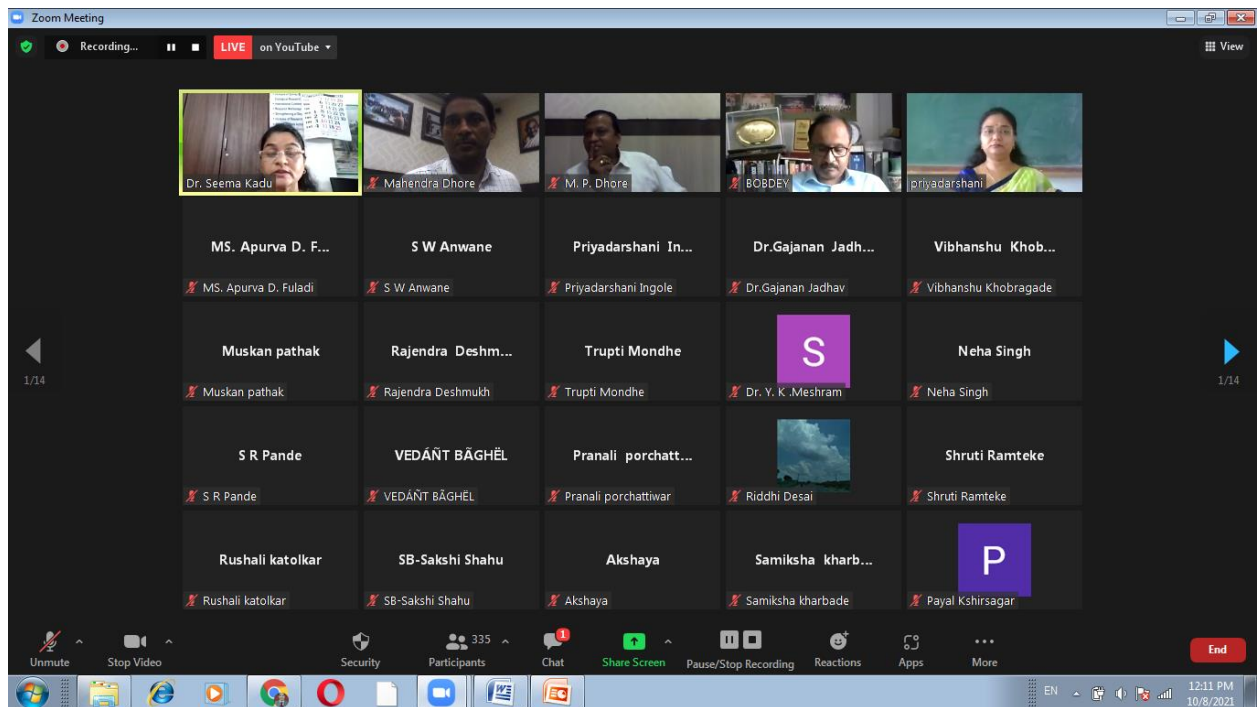 Zoom Meeting
Recording...
LIVE on YouTube
View
Dr. Seema Kadu
Mahendra Dhore
M. P. Dhore
BOBDEY
priyadarshani
MS. Apurva D. F...
S W Anwane
Priyadarshani In...
Dr.Gajanan Jadh...
Vibhanshu Khob...
MS. Apurva D. Fuladi
S W Anwane
Priyadarshani Ingole
Dr.Gajanan Jadhav
Vibhanshu Khobragade
Muskan pathak
Rajendra Deshm...
Trupti Mondhe
S
Neha Singh
1/14
1/14
Muskan pathak
Rajendra Deshmukh
Trupti Mondhe
Dr. Y. K .Meshram
Neha Singh
S R Pande
VEDÁÑT BÃGHËL
Pranali porchatt...
Shruti Ramteke
S R Pande
VEDÁÑT BÃGHËL
Pranali porchattiwar
Riddhi Desai
Shruti Ramteke
Rushali katolkar
SB-Sakshi Shahu
Akshaya
Samiksha kharb...
P
Rushali katolkar
SB-Sakshi Shahu
Akshaya
Samiksha kharbade
Payal Kshirsagar
335
1
Unmute
Stop Video
Security
Participants
Chat
Share Screen
Pause/Stop Recording
Reactions
Apps
More
End
EN
12:11 PM
10/8/2021